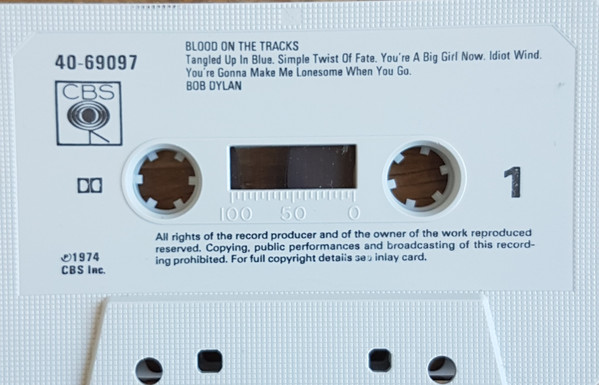 BLOOD ON THE TRACKS
40-69097
Tangled Up In Blue. Simple Twist Of Fate. You're A Big Girl Now. Idiot Wind.
You're Gonna Make Me Lonesome When You Go.
BOB DYLAN
CBS
1
100 50 0
All rights of the record producer and of the owner of the work reproduced
reserved. Copying, public performances and broadcasting of this record-
ing prohibited. For full copyright details see inlay card.
℗1974
CBS Inc.